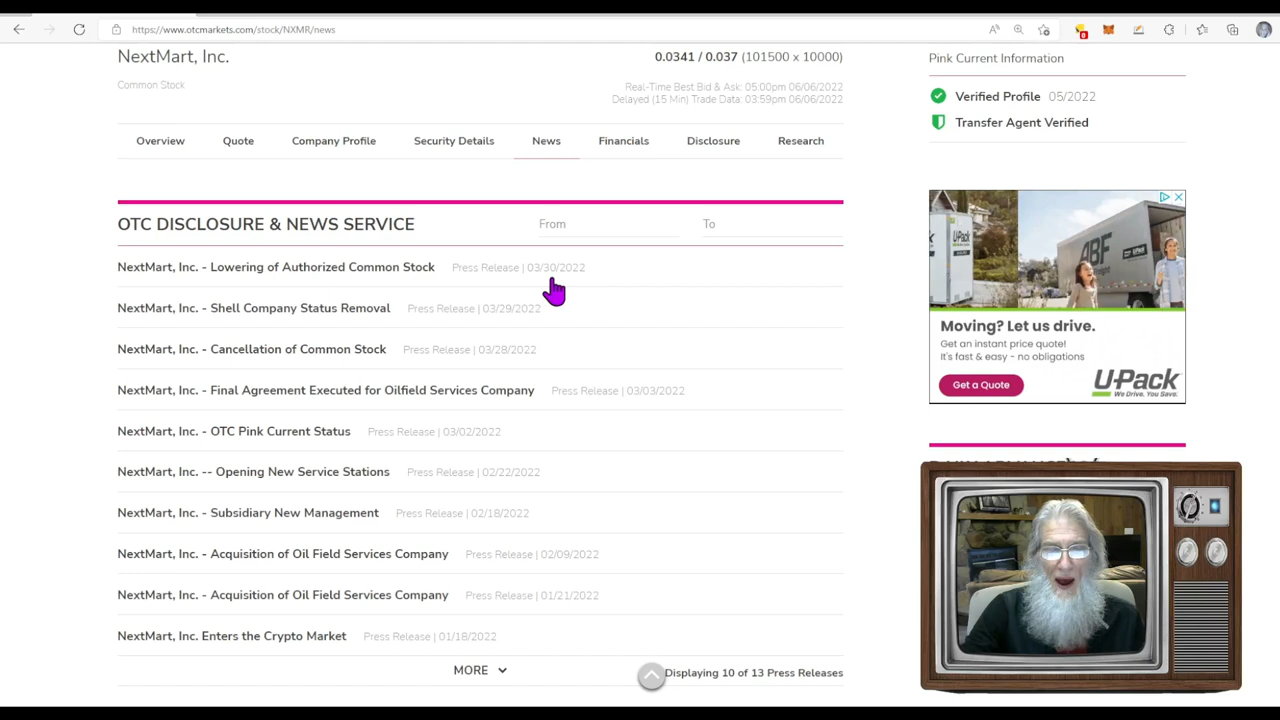 https://www.otcmarkets.com/stock/NXMR/news
NextMart, Inc.
0.0341 / 0.037 (101500 x 10000)
Common Stock
Real-Time Best Bid & Ask: 05:00pm 06/06/2022
Delayed (15 Min) Trade Data: 03:59pm 06/06/2022
Overview
Quote
Company Profile
Security Details
News
Financials
Disclosure
Research
OTC DISCLOSURE & NEWS SERVICE
From
To
NextMart, Inc. - Lowering of Authorized Common Stock Press Release | 03/30/2022
NextMart, Inc. - Shell Company Status Removal Press Release | 03/29/2022
NextMart, Inc. - Cancellation of Common Stock Press Release | 03/28/2022
NextMart, Inc. - Final Agreement Executed for Oilfield Services Company Press Release | 03/03/2022
NextMart, Inc. - OTC Pink Current Status Press Release | 03/02/2022
NextMart, Inc. -- Opening New Service Stations Press Release | 02/22/2022
NextMart, Inc. - Subsidiary New Management Press Release | 02/18/2022
NextMart, Inc. - Acquisition of Oil Field Services Company Press Release | 02/09/2022
NextMart, Inc. - Acquisition of Oil Field Services Company Press Release | 01/21/2022
NextMart, Inc. Enters the Crypto Market Press Release | 01/18/2022
MORE
Displaying 10 of 13 Press Releases
Pink Current Information
Verified Profile 05/2022
Transfer Agent Verified
U-Pack
ABF
Moving? Let us drive.
Get an instant price quote!
It's fast & easy - no obligations
Get a Quote
U-Pack
We Drive. You Save.